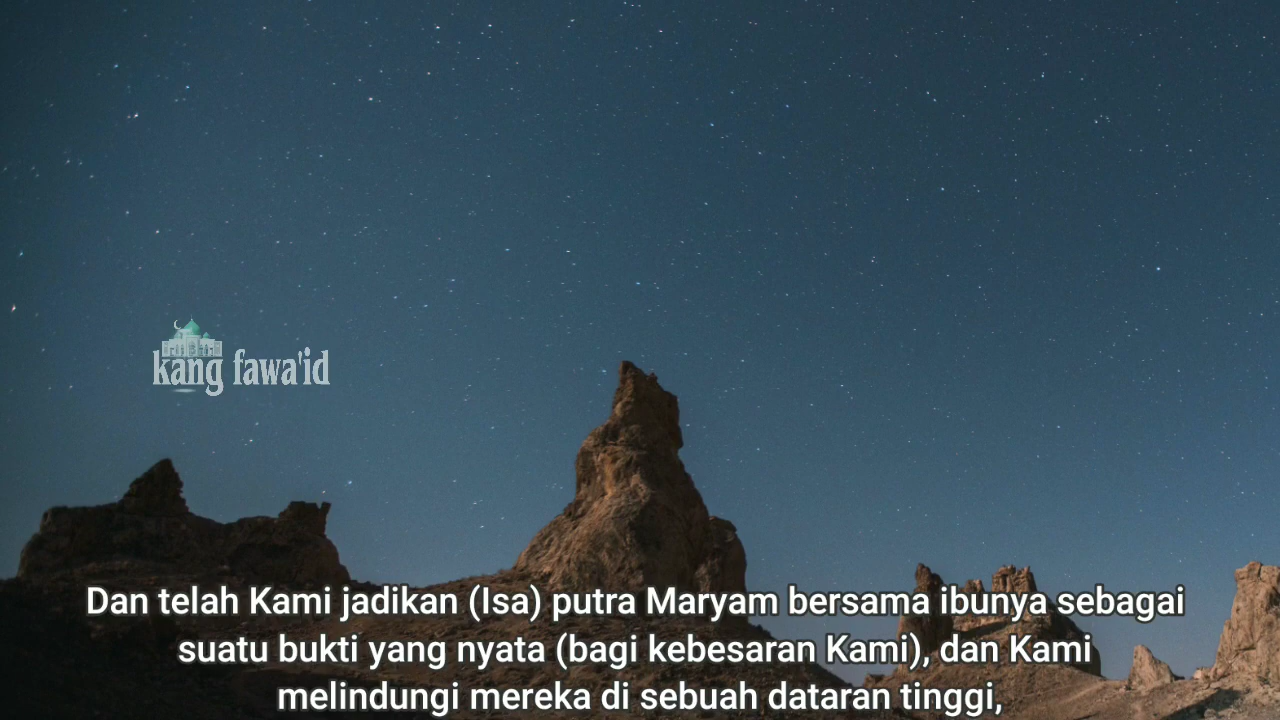 kang fawa'id
Dan telah Kami jadikan (Isa) putra Maryam bersama ibunya sebagai
suatu bukti yang nyata (bagi kebesaran Kami), dan Kami
melindungi mereka di sebuah dataran tinggi,